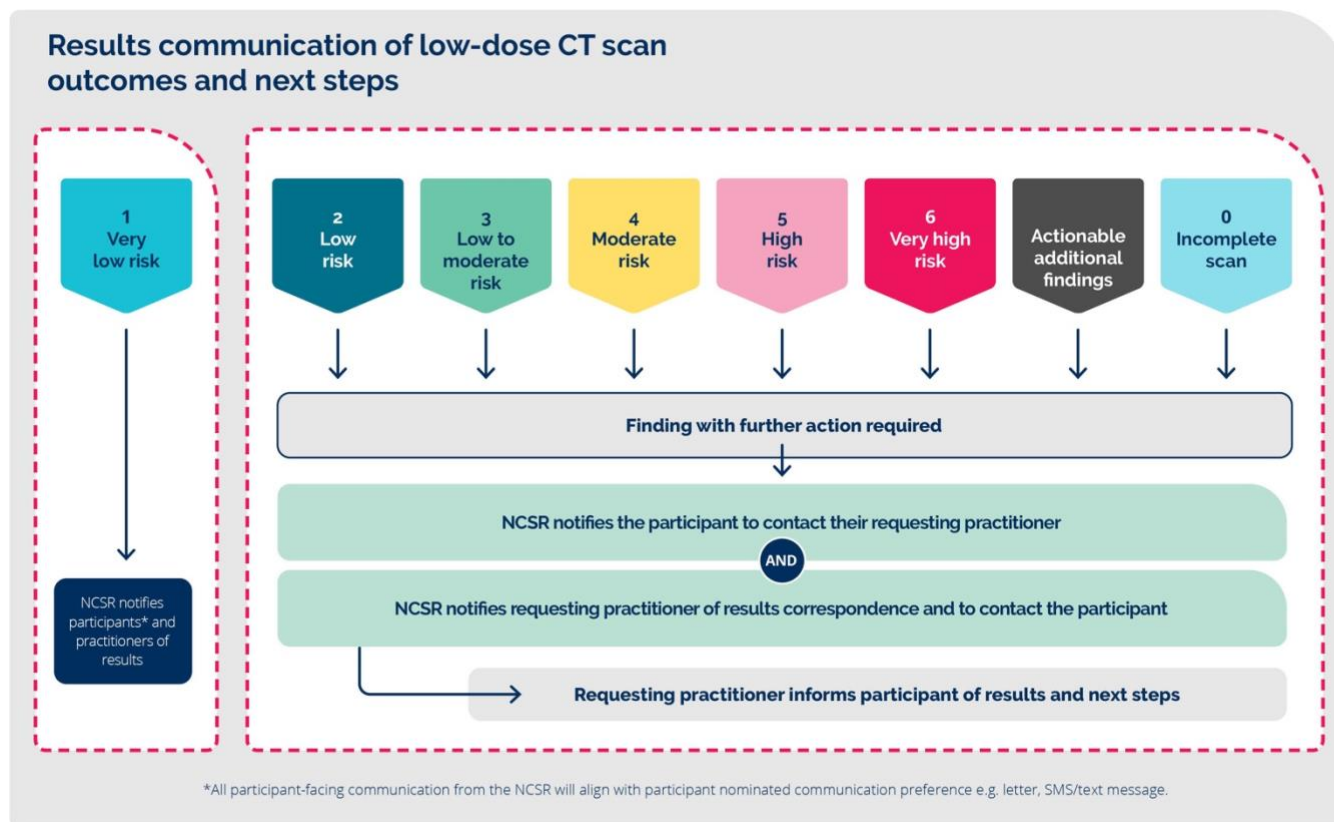 Results communication of low-dose CT scan
outcomes and next steps
1
Very
low risk
NCSR notifies
participants* and
practitioners of
results
2
Low
risk
3
Low to
moderate
risk
4
Moderate
risk
5
High
risk
6
Very high
risk
Actionable
additional
findings
0
Incomplete
scan
Finding with further action required
NCSR notifies the participant to contact their requesting practitioner
AND
NCSR notifies requesting practitioner of results correspondence and to contact the participant
Requesting practitioner informs participant of results and next steps
*All participant-facing communication from the NCSR will align with participant nominated communication preference e.g. letter, SMS/text message.